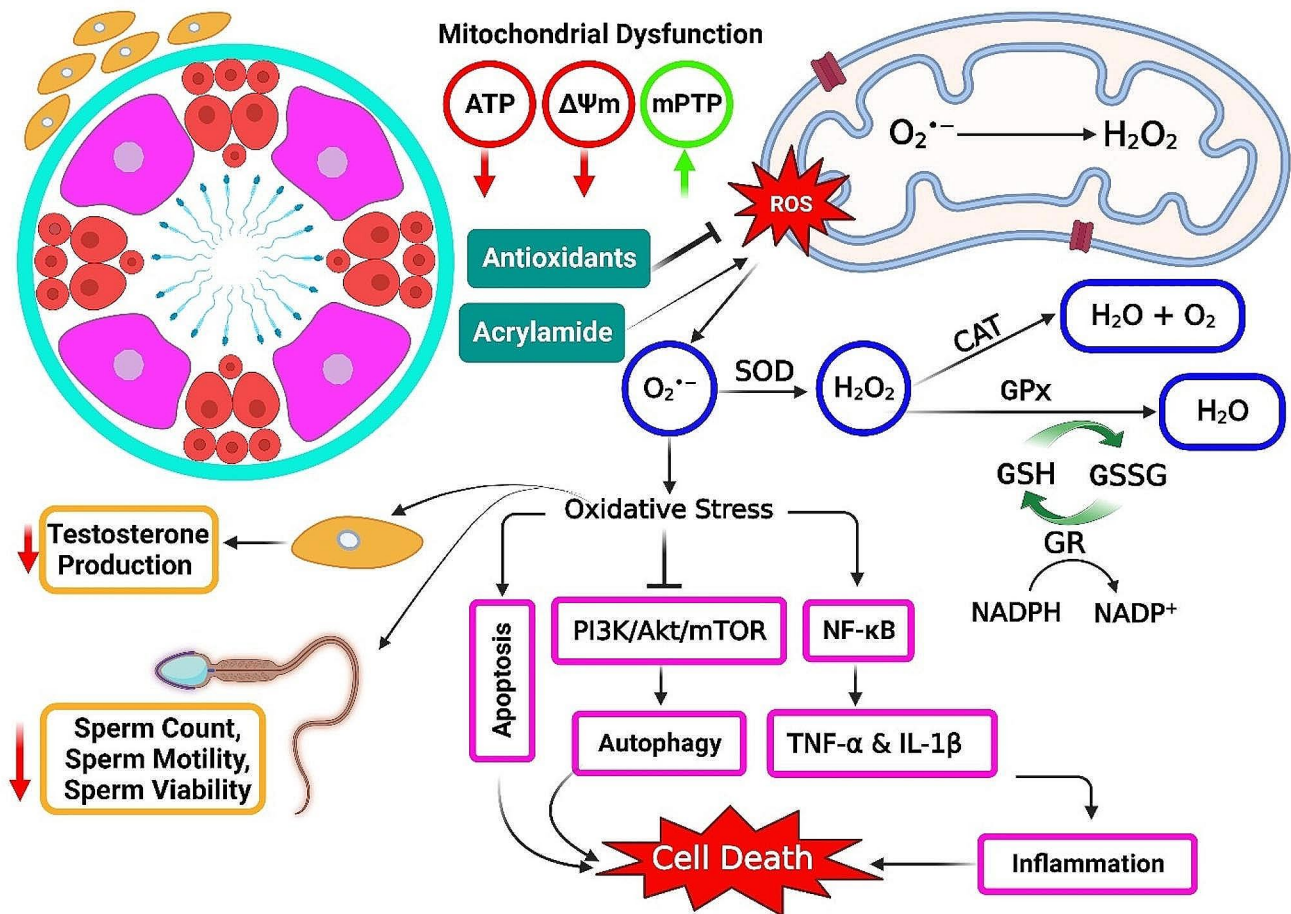 Mitochondrial Dysfunction
ATP
ΔΨm
mPTP
O₂•−
H₂O₂
ROS
Antioxidants
Acrylamide
O₂•−
SOD
H₂O₂
CAT
H₂O + O₂
GPx
H₂O
GSH
GSSG
GR
NADPH
NADP⁺
Oxidative Stress
Testosterone
Production
Apoptosis
PI3K/Akt/mTOR
NF-κB
Sperm Count,
Sperm Motility,
Sperm Viability
Autophagy
TNF-α & IL-1β
Cell Death
Inflammation